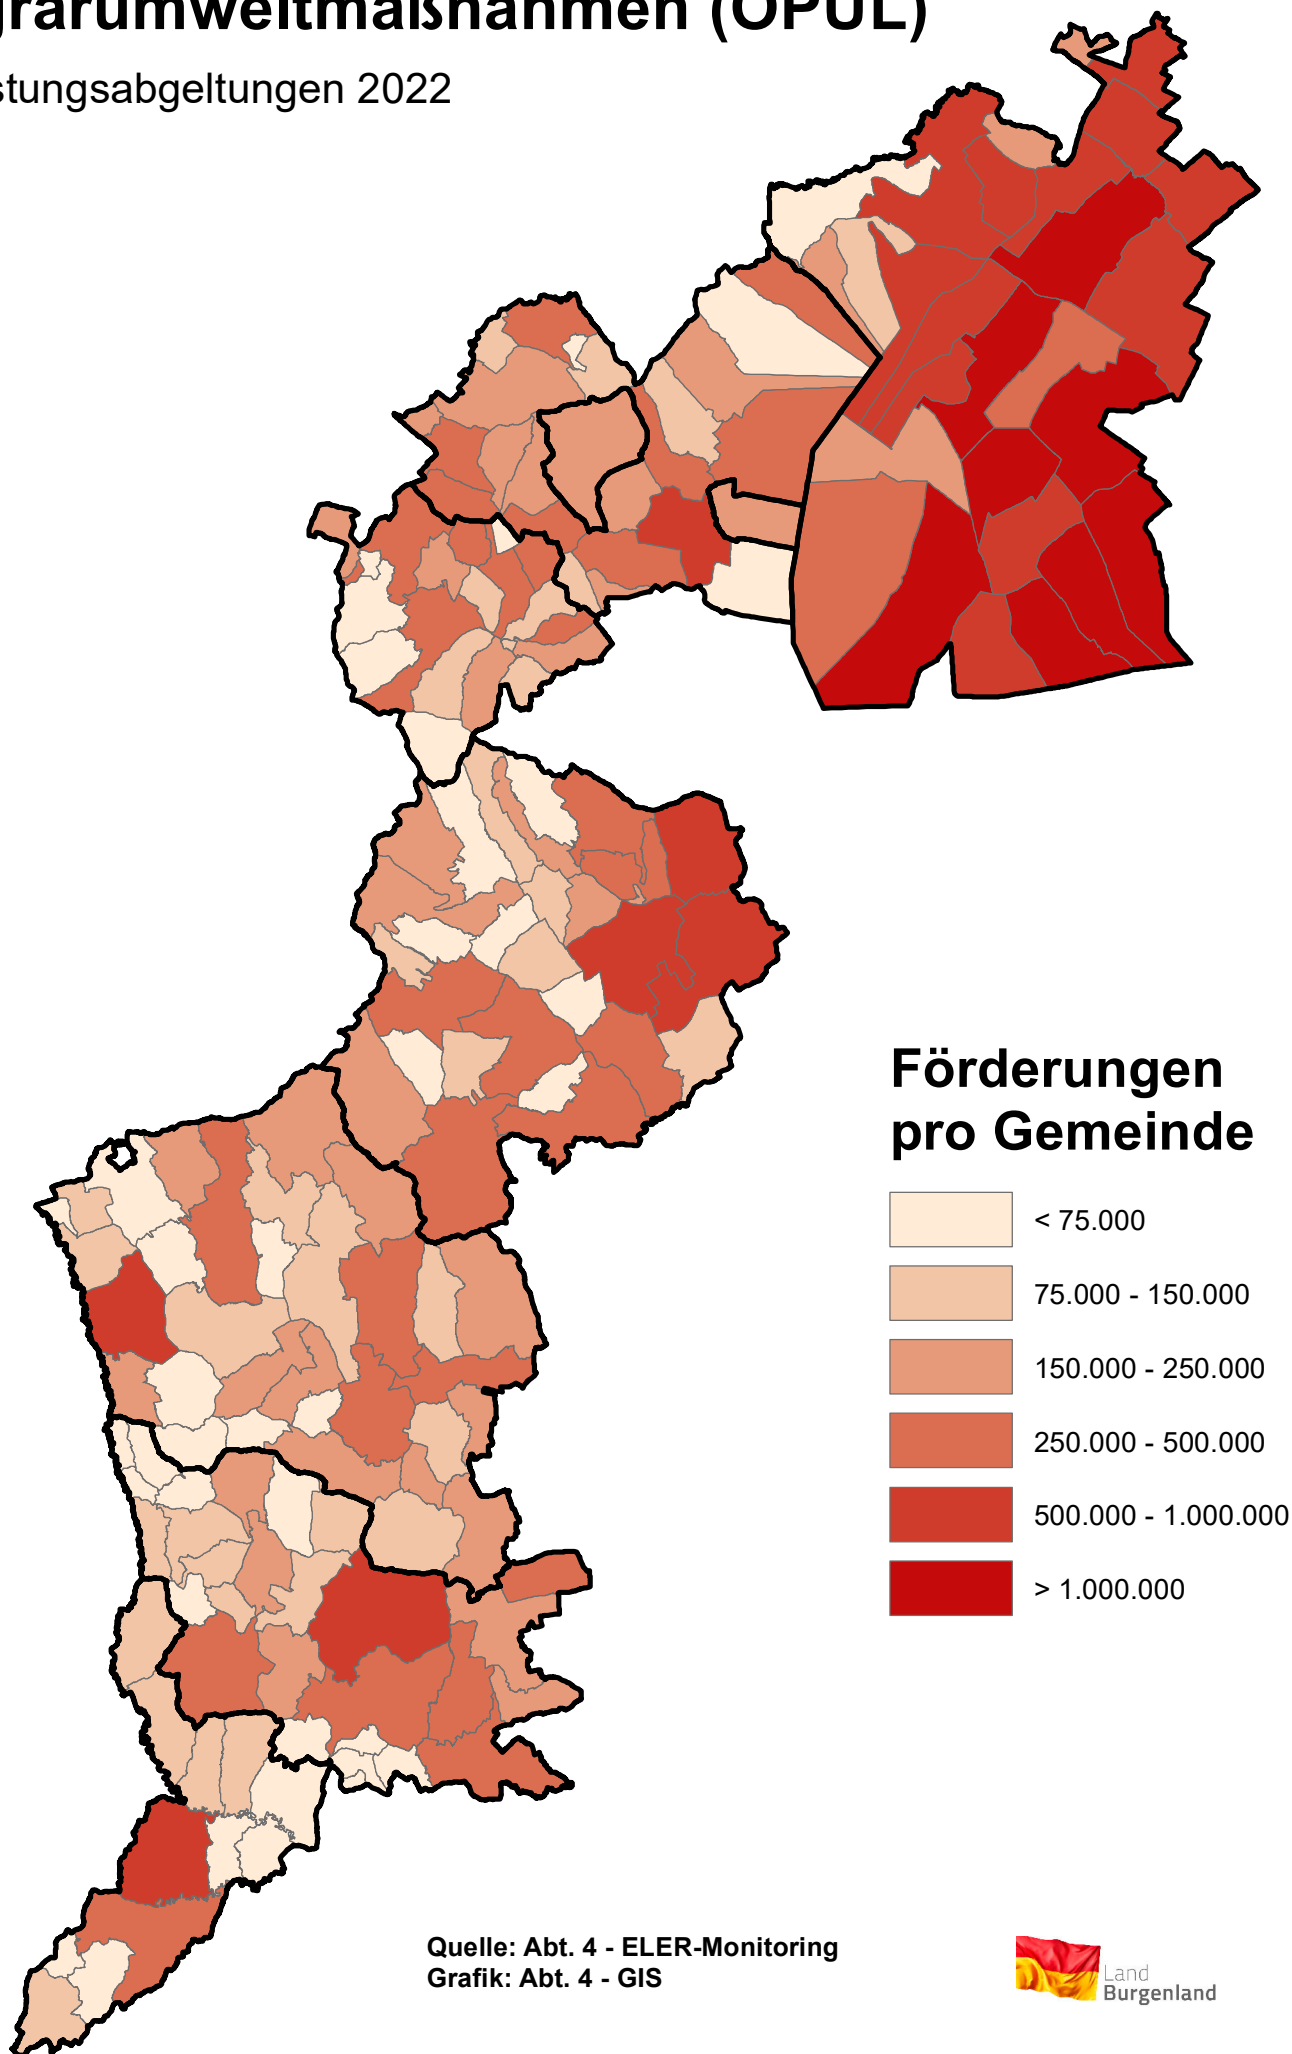 grarumweltmaßnahmen (ÖPUL)
stungsabgeltungen 2022
Förderungen
pro Gemeinde
< 75.000
75.000 - 150.000
150.000 - 250.000
250.000 - 500.000
500.000 - 1.000.000
> 1.000.000
Quelle: Abt. 4 - ELER-Monitoring
Grafik: Abt. 4 - GIS
Land
Burgenland